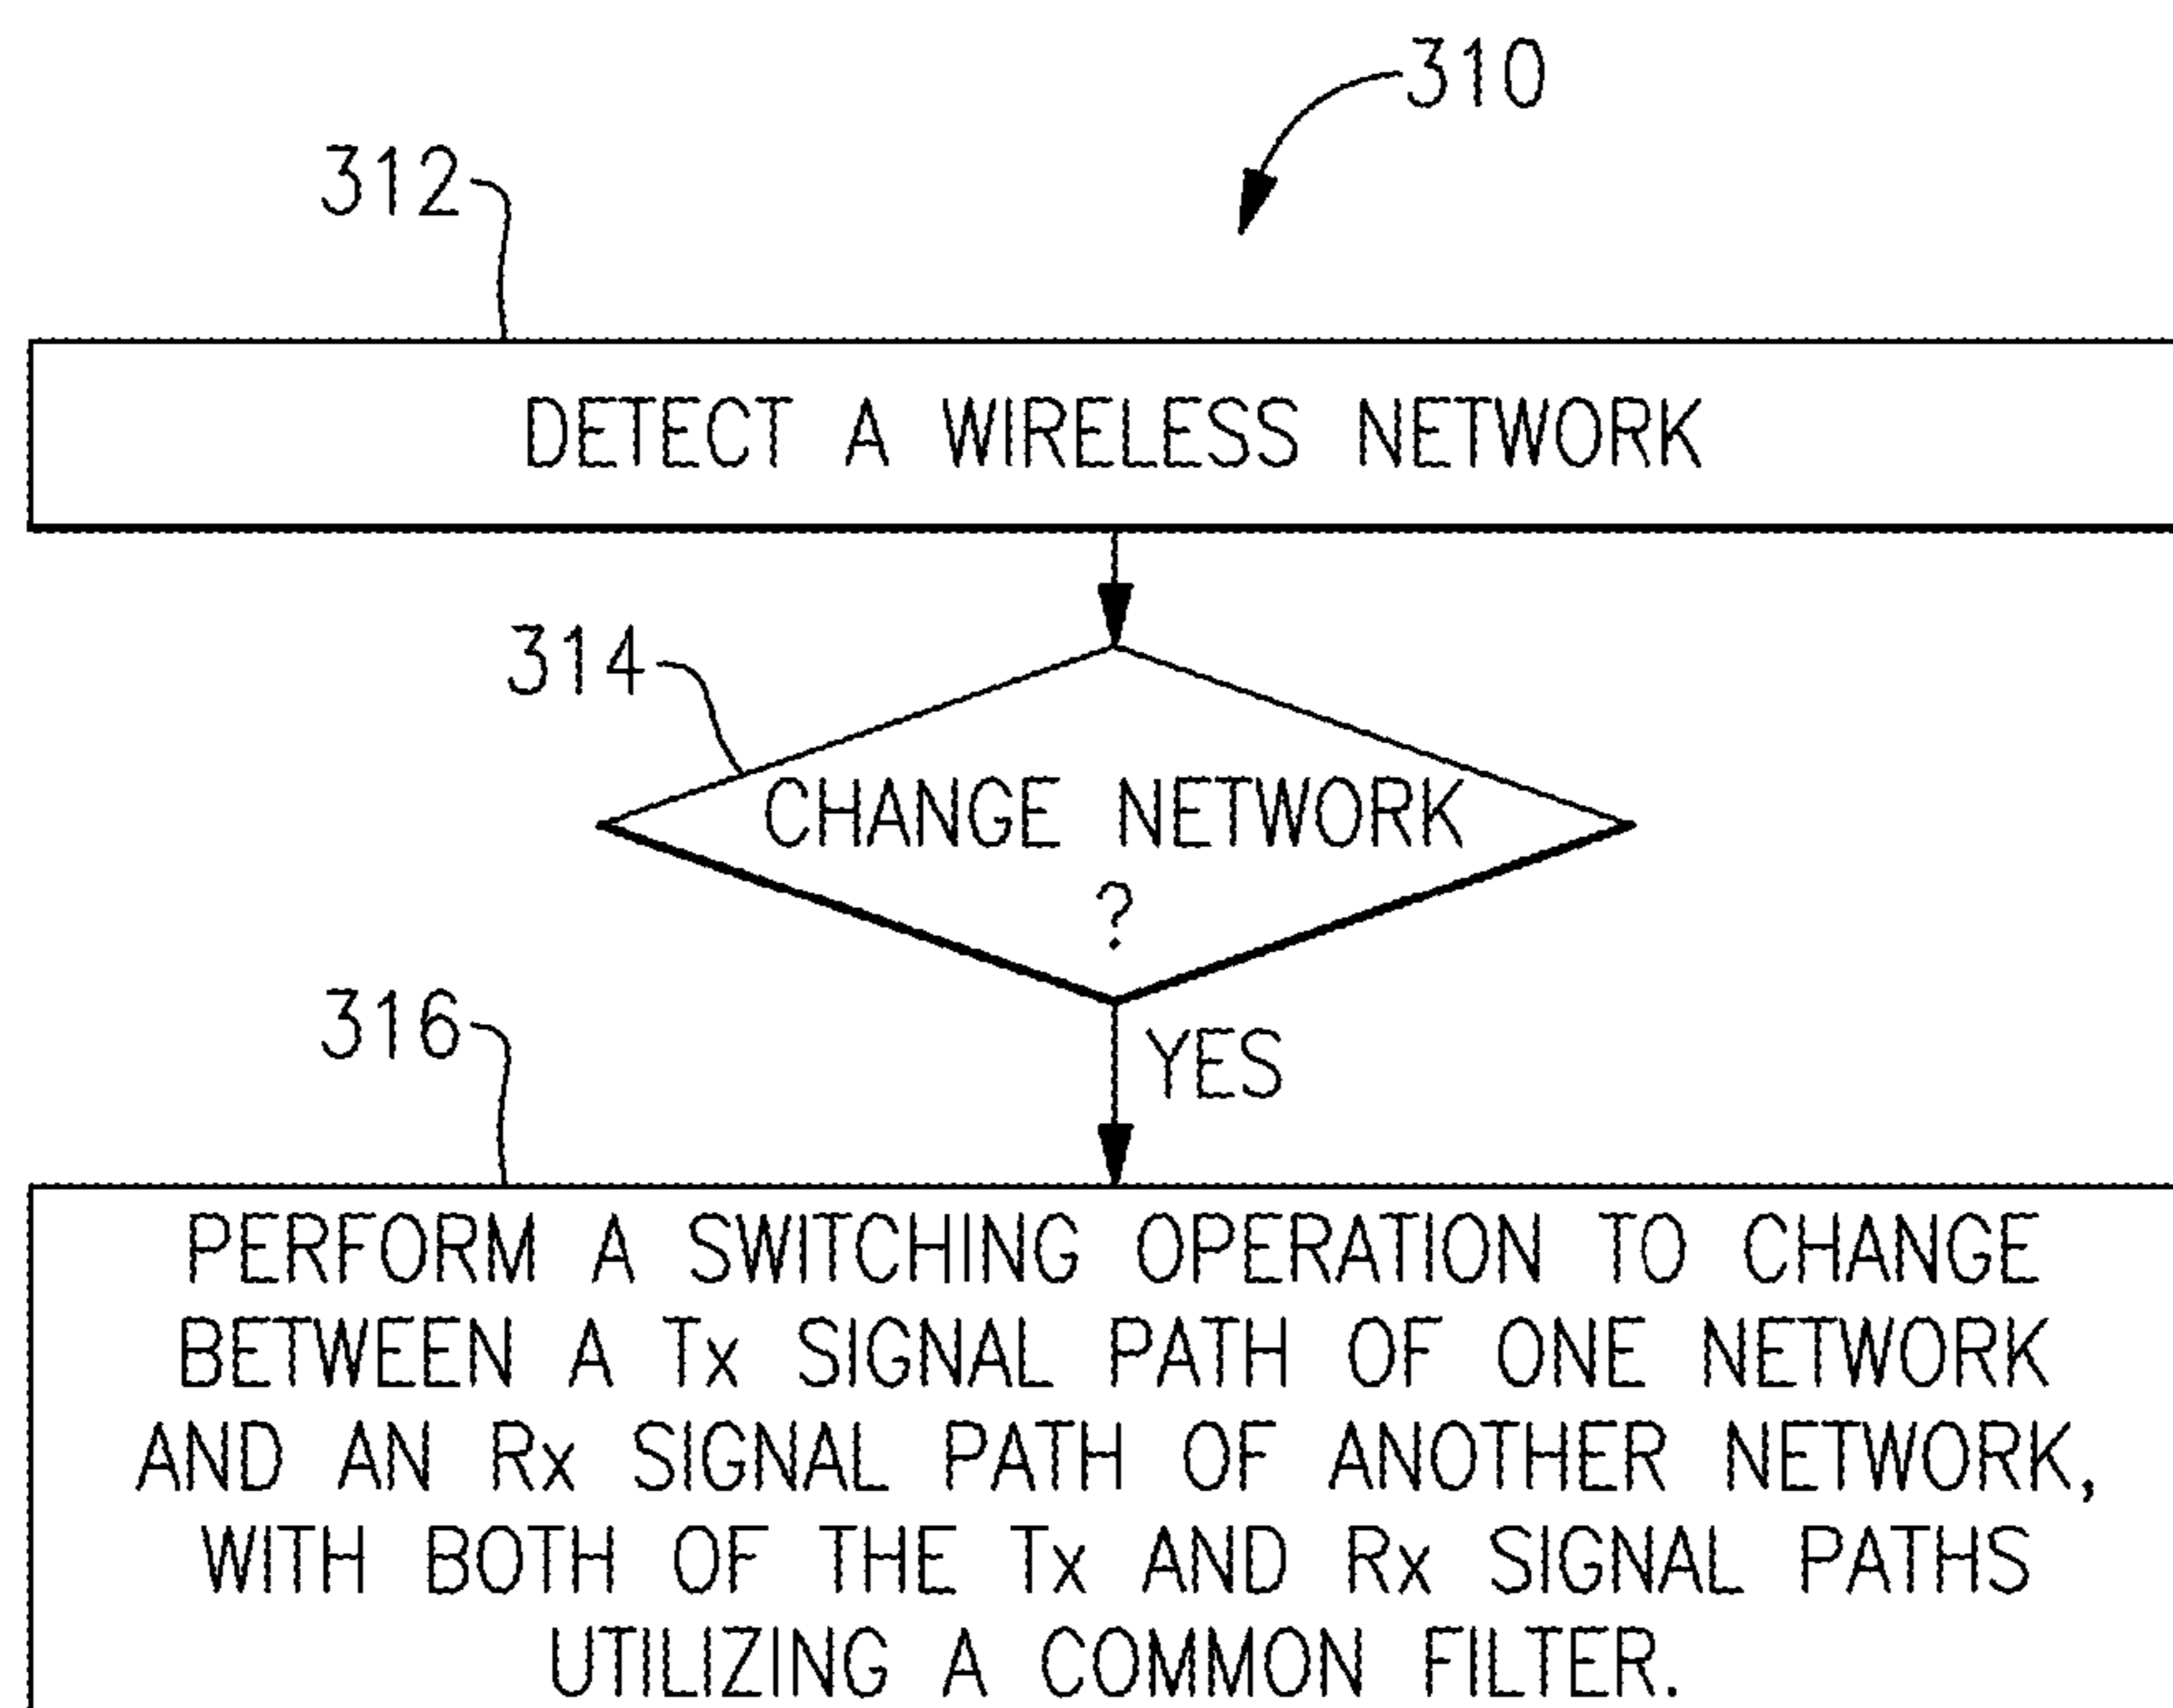 310
312
DETECT A WIRELESS NETWORK
314
CHANGE NETWORK
?
316
YES
PERFORM A SWITCHING OPERATION TO CHANGE
BETWEEN A Tx SIGNAL PATH OF ONE NETWORK
AND AN Rx SIGNAL PATH OF ANOTHER NETWORK,
WITH BOTH OF THE Tx AND Rx SIGNAL PATHS
UTILIZING A COMMON FILTER.